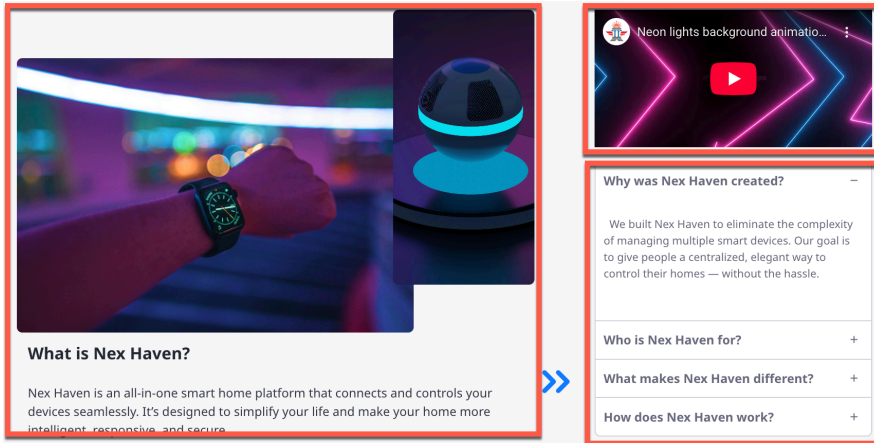 What is Nex Haven?
Nex Haven is an all-in-one smart home platform that connects and controls your
devices seamlessly. It's designed to simplify your life and make your home more
intelligent, responsive, and secure.
Neon lights background animatio...
Why was Nex Haven created?
We built Nex Haven to eliminate the complexity
of managing multiple smart devices. Our goal is
to give people a centralized, elegant way to
control their homes — without the hassle.
Who is Nex Haven for?
What makes Nex Haven different?
How does Nex Haven work?